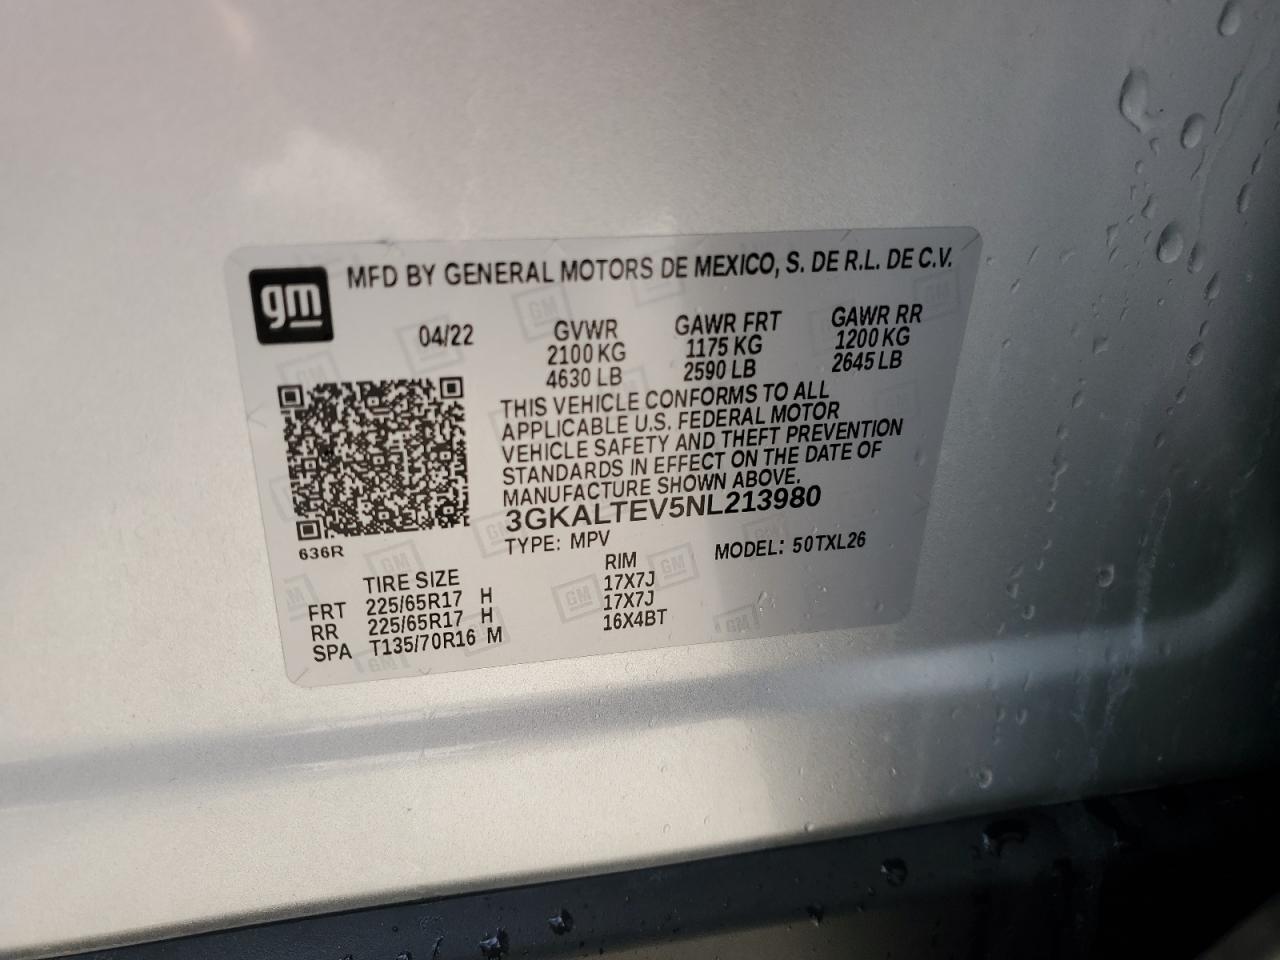 gm
MFD BY GENERAL MOTORS DE MEXICO, S. DE R.L. DE C.V.
04/22
GVWR GAWR FRT GAWR RR
2100 KG 1175 KG 1200 KG
4630 LB 2590 LB 2645 LB
THIS VEHICLE CONFORMS TO ALL
APPLICABLE U.S. FEDERAL MOTOR
VEHICLE SAFETY AND THEFT PREVENTION
STANDARDS IN EFFECT ON THE DATE OF
MANUFACTURE SHOWN ABOVE.
3GKALTEV5NL213980
636R
TYPE: MPV MODEL: 50TXL26
TIRE SIZE RIM
FRT 225/65R17 H 17X7J
RR 225/65R17 H 17X7J
SPA T135/70R16 M 16X4BT